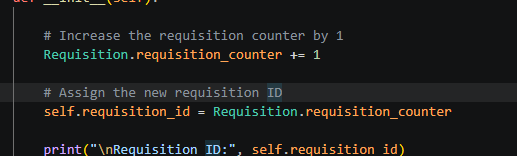 def __init__(self):
# Increase the requisition counter by 1
Requisition.requisition_counter += 1
# Assign the new requisition ID
self.requisition_id = Requisition.requisition_counter
print("\nRequisition ID:", self.requisition_id)